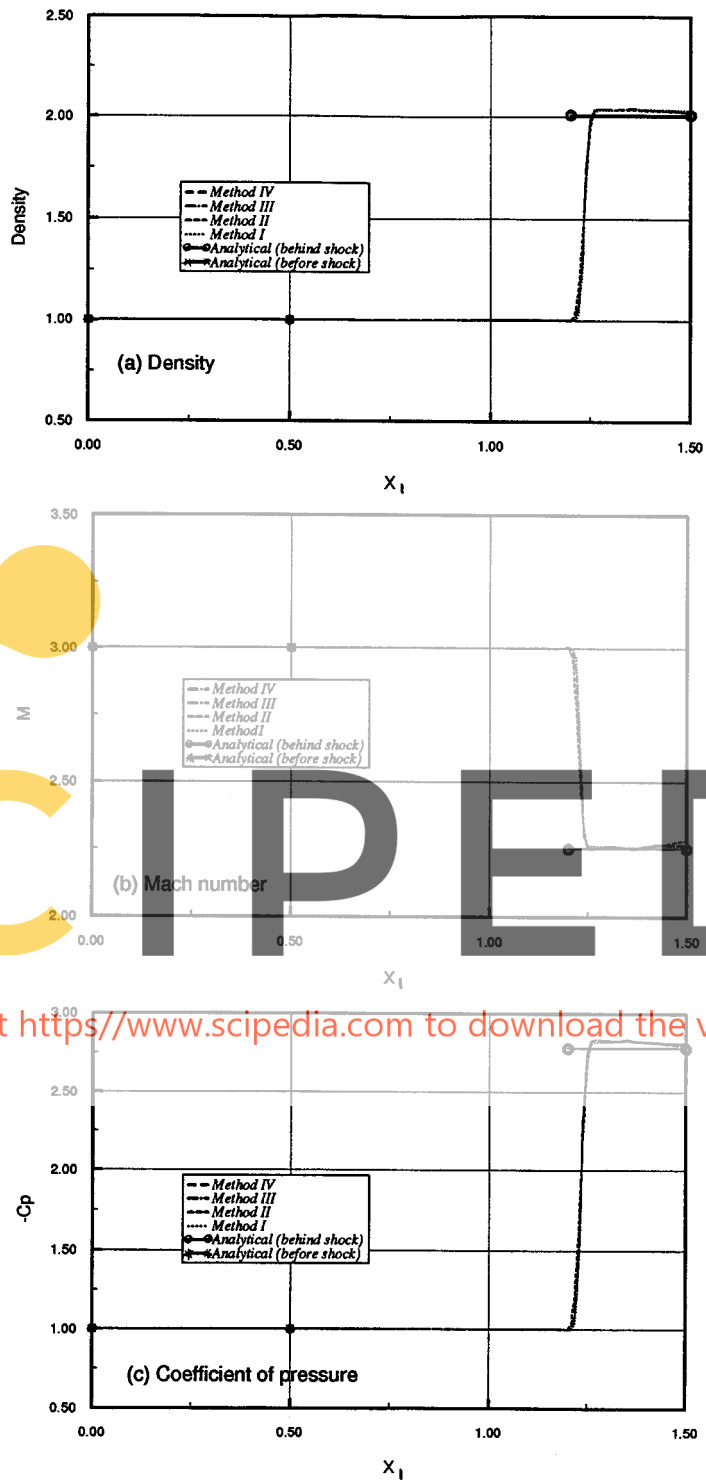 2.50
2.00
1.50
1.00
0.50
Density
Method IV
Method III
Method II
Method I
Analytical (behind shock)
Analytical (before shock)
(a) Density
0.00 0.50 1.00 1.50
X₁
3.50
3.00
2.50
2.00
M
Method IV
Method III
Method II
MethodI
Analytical (behind shock)
Analytical (before shock)
(b) Mach number
CIPED
0.00 0.50 1.00 1.50
X₁
3.00
t https//www.scipedia.com to download the v
2.50
2.00
1.50
1.00
0.50
-Cp
Method IV
Method III
Method II
Method I
Analytical (behind shock)
Analytical (before shock)
(c) Coefficient of pressure
0.00 0.50 1.00 1.50
X₁